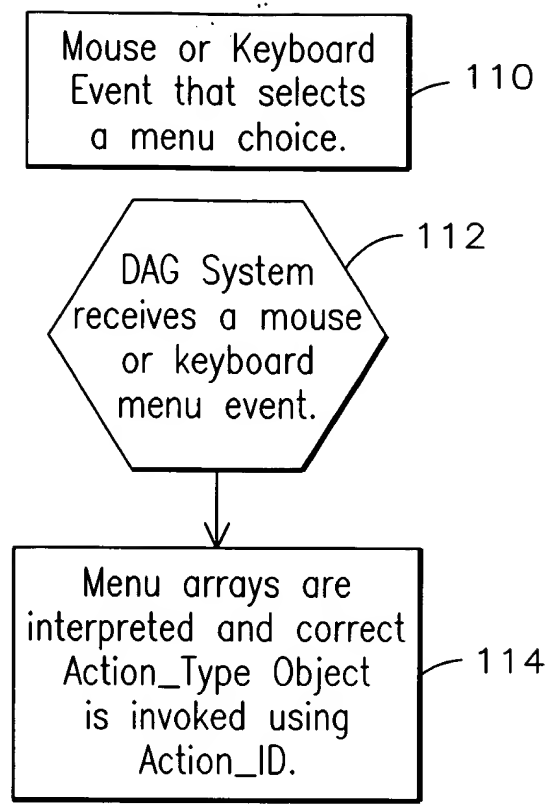 Mouse or Keyboard
Event that selects
a menu choice.
110
DAG System
receives a mouse
or keyboard
menu event.
112
Menu arrays are
interpreted and correct
Action_Type Object
is invoked using
Action_ID.
114